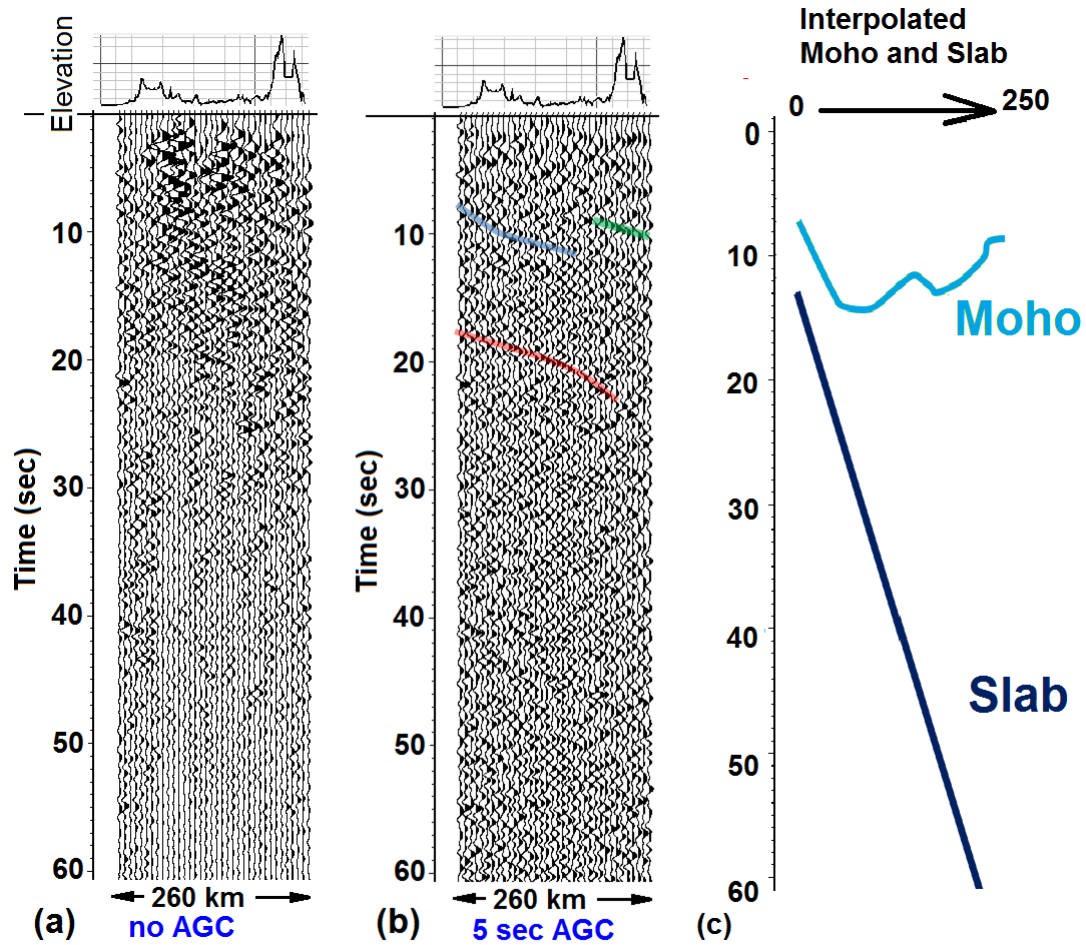 Elevation
Time (sec)
10
20
30
40
50
60
260 km
(a)
no AGC
Time (sec)
10
20
30
40
50
60
260 km
(b)
5 sec AGC
Interpolated
Moho and Slab
0
250
0
10
20
30
40
50
60
Moho
Slab
(c)